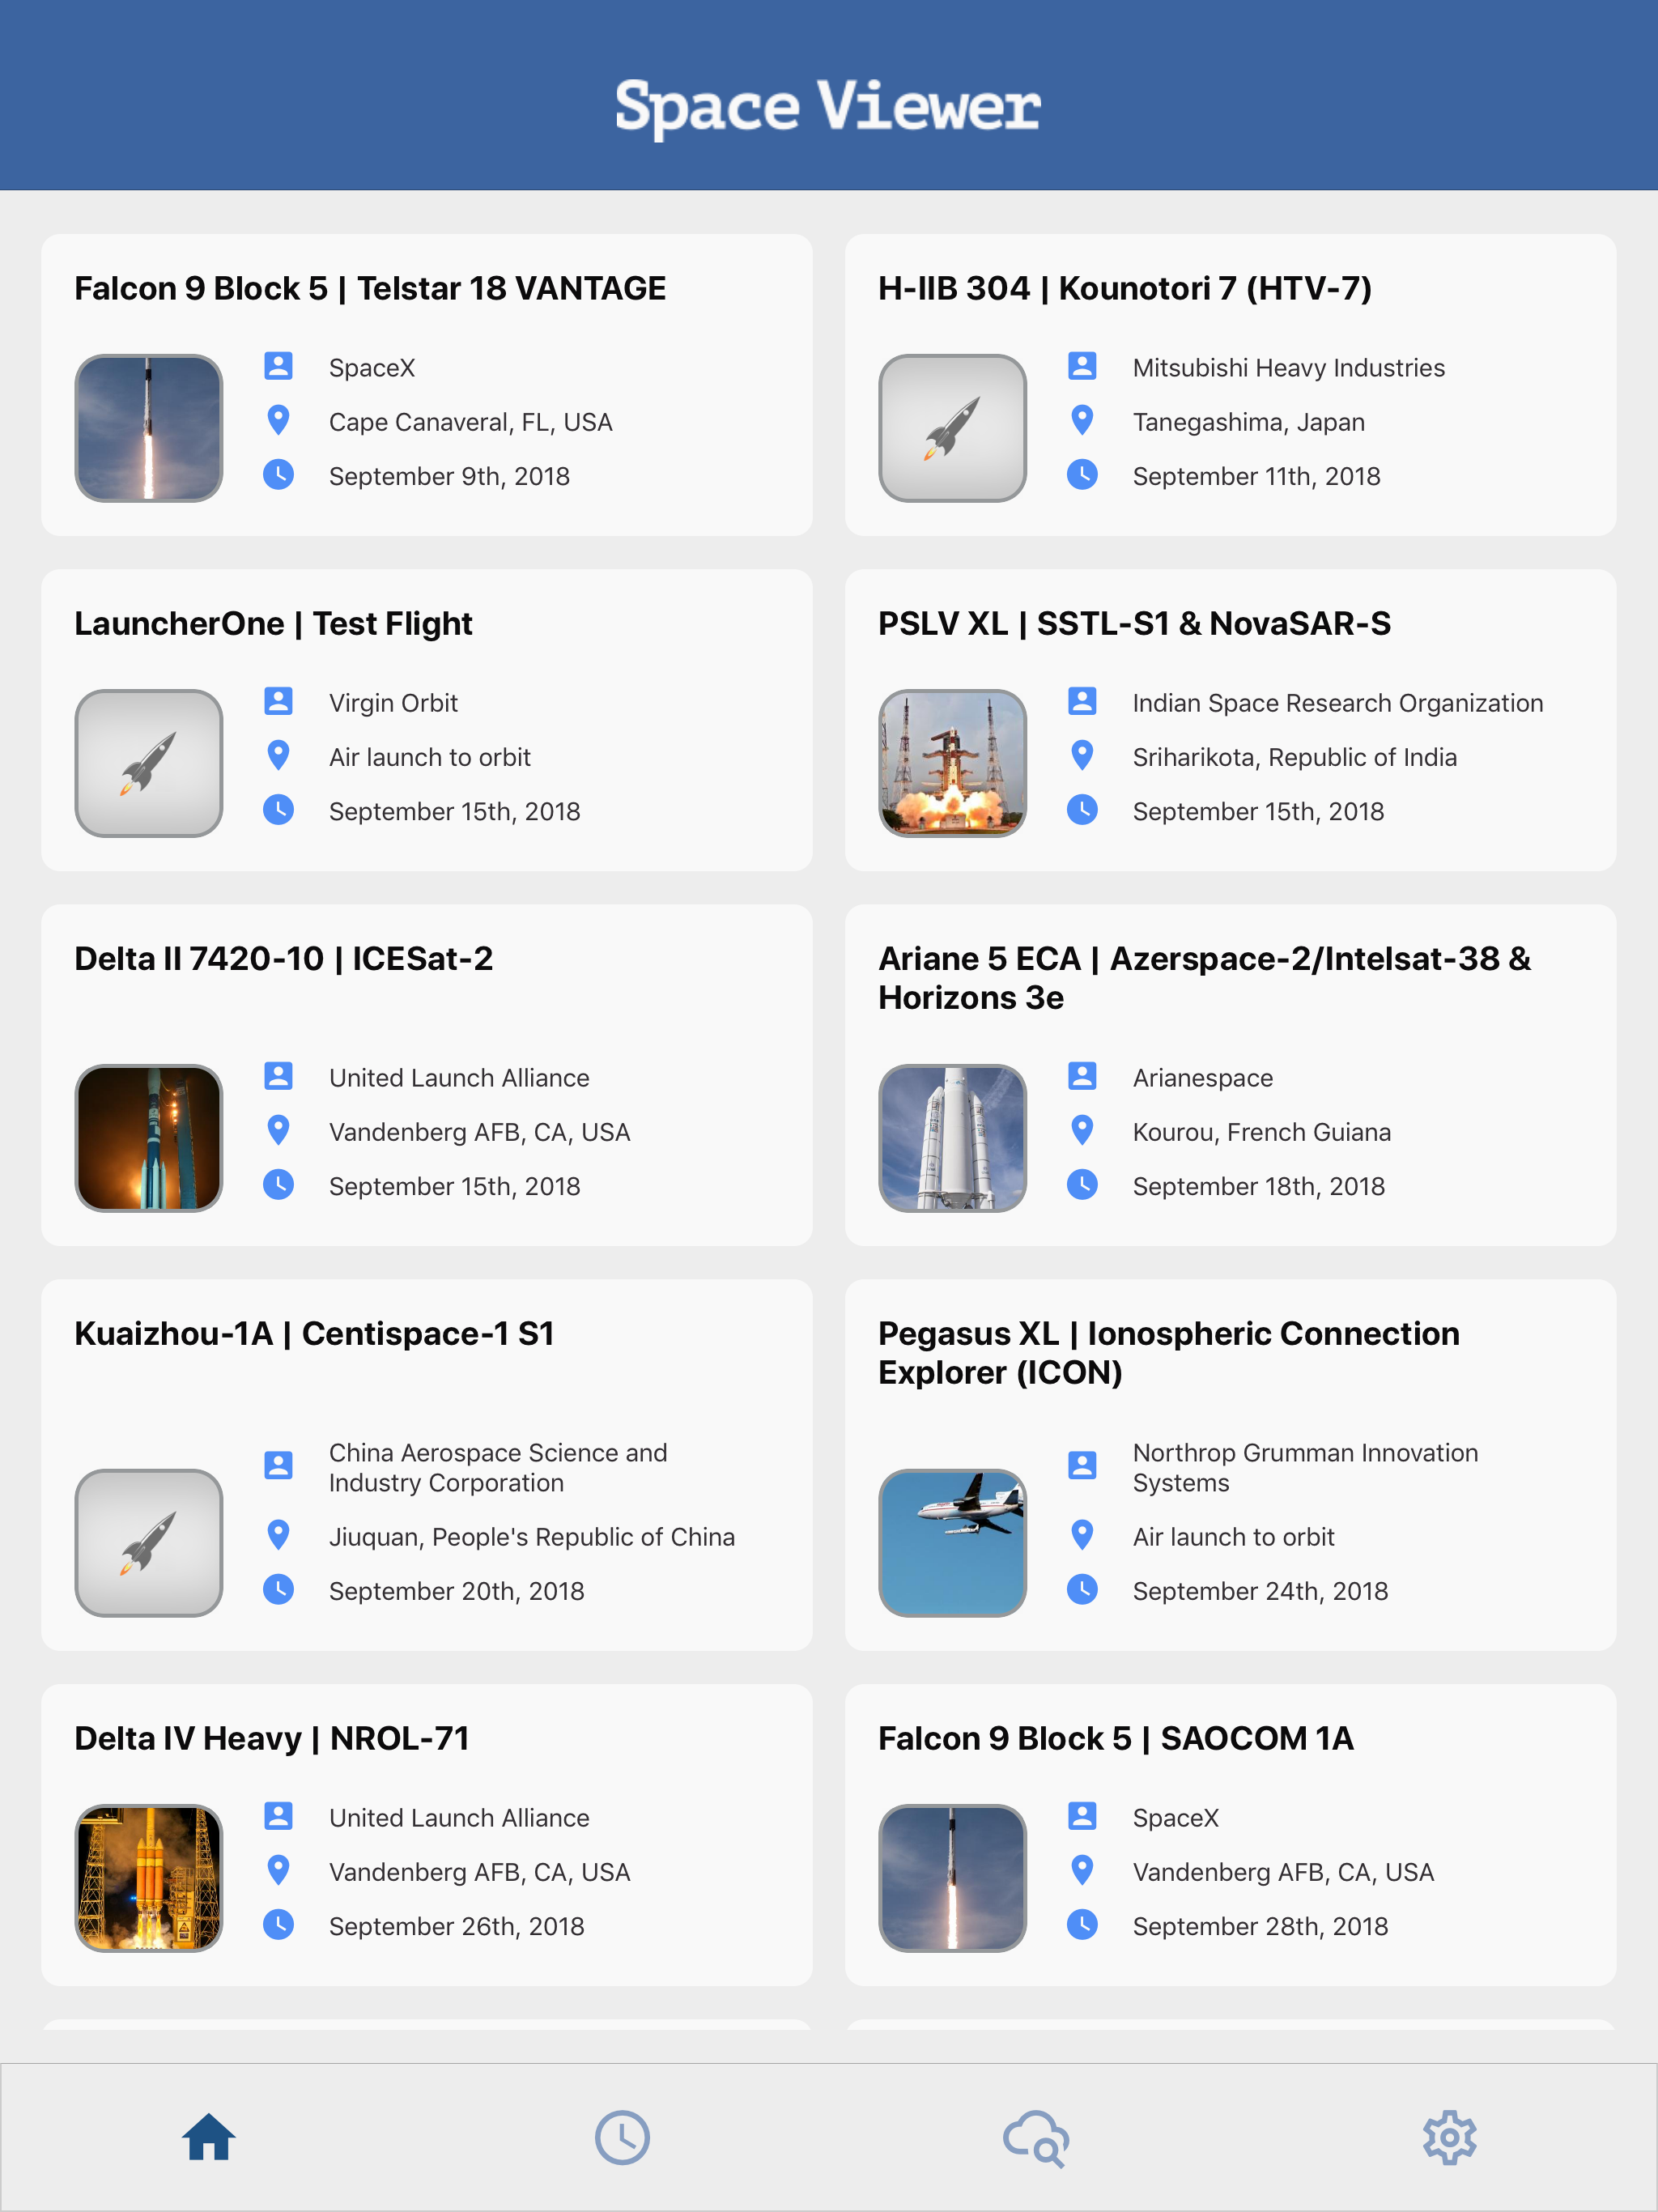 Space Viewer
Falcon 9 Block 5 | Telstar 18 VANTAGE
SpaceX
Cape Canaveral, FL, USA
September 9th, 2018
H-IIB 304 | Kounotori 7 (HTV-7)
Mitsubishi Heavy Industries
Tanegashima, Japan
September 11th, 2018
LauncherOne | Test Flight
Virgin Orbit
Air launch to orbit
September 15th, 2018
PSLV XL | SSTL-S1 & NovaSAR-S
Indian Space Research Organization
Sriharikota, Republic of India
September 15th, 2018
Delta II 7420-10 | ICESat-2
United Launch Alliance
Vandenberg AFB, CA, USA
September 15th, 2018
Ariane 5 ECA | Azerspace-2/Intelsat-38 &
Horizons 3e
Arianespace
Kourou, French Guiana
September 18th, 2018
Kuaizhou-1A | Centispace-1 S1
China Aerospace Science and
Industry Corporation
Jiuquan, People's Republic of China
September 20th, 2018
Pegasus XL | Ionospheric Connection
Explorer (ICON)
Northrop Grumman Innovation
Systems
Air launch to orbit
September 24th, 2018
Delta IV Heavy | NROL-71
United Launch Alliance
Vandenberg AFB, CA, USA
September 26th, 2018
Falcon 9 Block 5 | SAOCOM 1A
SpaceX
Vandenberg AFB, CA, USA
September 28th, 2018